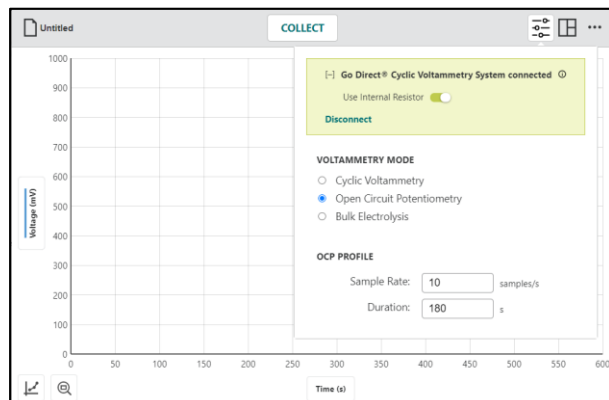 Untitled
COLLECT
[-] Go Direct® Cyclic Voltammetry System connected
Use Internal Resistor
Disconnect
VOLTAMMETRY MODE
Cyclic Voltammetry
Open Circuit Potentiometry
Bulk Electrolysis
OCP PROFILE
Sample Rate: 10 samples/s
Duration: 180 s
Voltage (mV)
1000
900
800
700
600
500
400
300
200
100
0
0 50 100 150 200 250 300 350 400 450 500 550 600
Time (s)